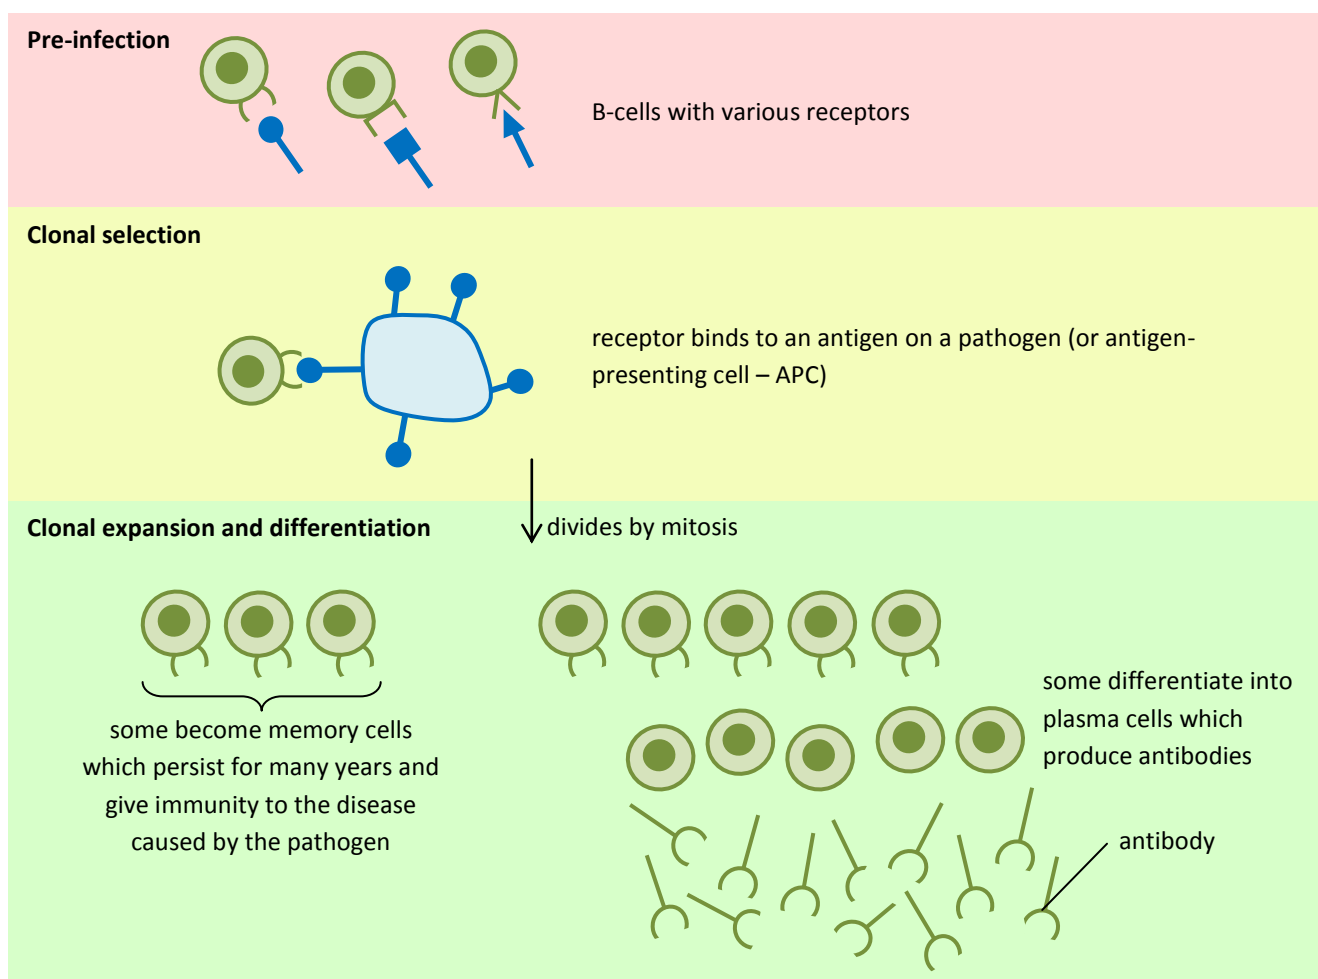 Pre-infection
B-cells with various receptors
Clonal selection
receptor binds to an antigen on a pathogen (or antigen-
presenting cell – APC)
Clonal expansion and differentiation
divides by mitosis
some become memory cells
which persist for many years and
give immunity to the disease
caused by the pathogen
some differentiate into
plasma cells which
produce antibodies
antibody